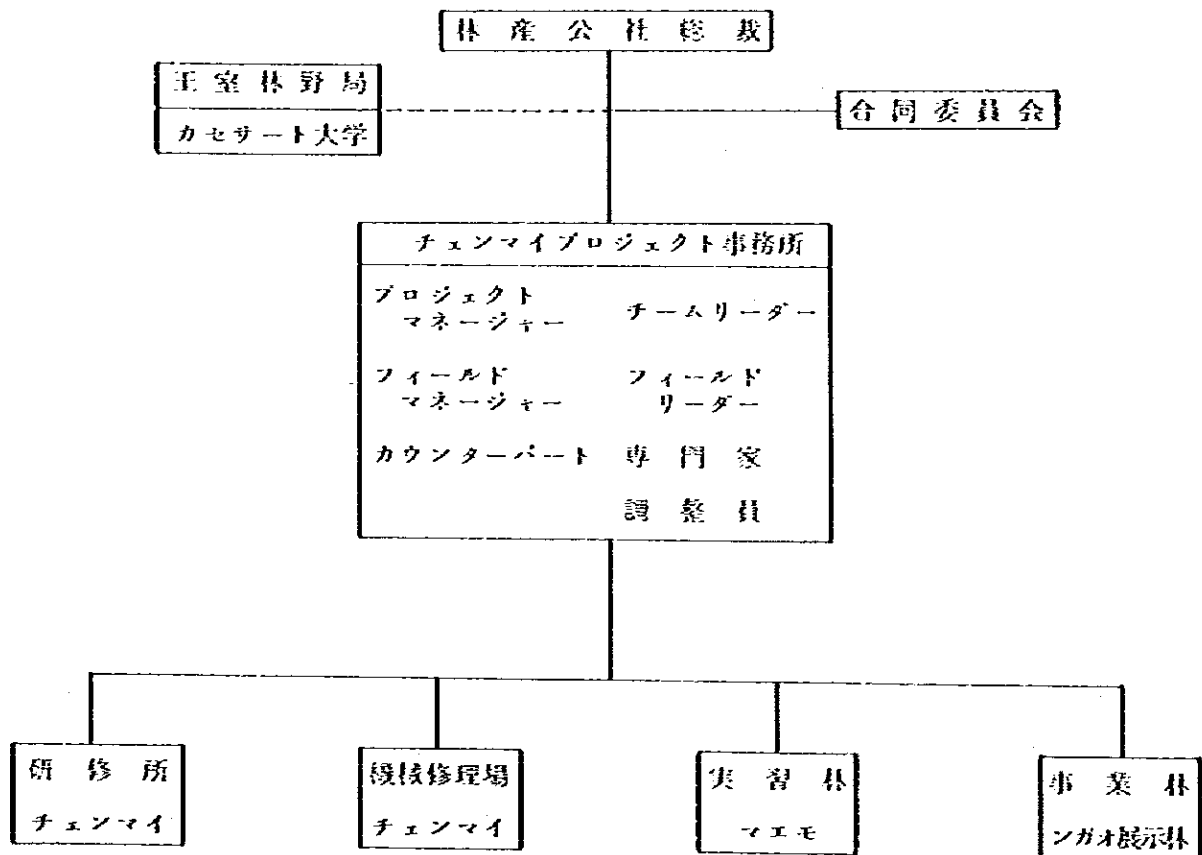 林産公社総裁
王室林野局
カセサート大学
合同委員会
チェンマイプロジェクト事務所
プロジェクト
マネージャー
チームリーダー
フィールド
マネージャー
フィールド
リーダー
カウンターパート
専門家
調整員
研修所
チェンマイ
機械修理場
チェンマイ
実習林
マエモ
事業林
ンガオ展示林